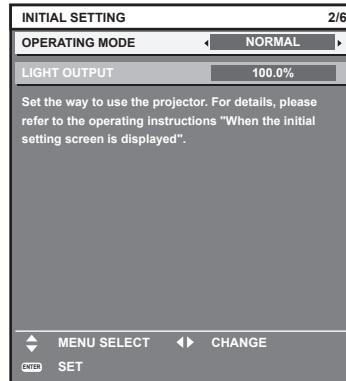 INITIAL SETTING 2/6
OPERATING MODE NORMAL
LIGHT OUTPUT 100.0%
Set the way to use the projector. For details, please
refer to the operating instructions "When the initial
setting screen is displayed".
MENU SELECT CHANGE
ENTER SET